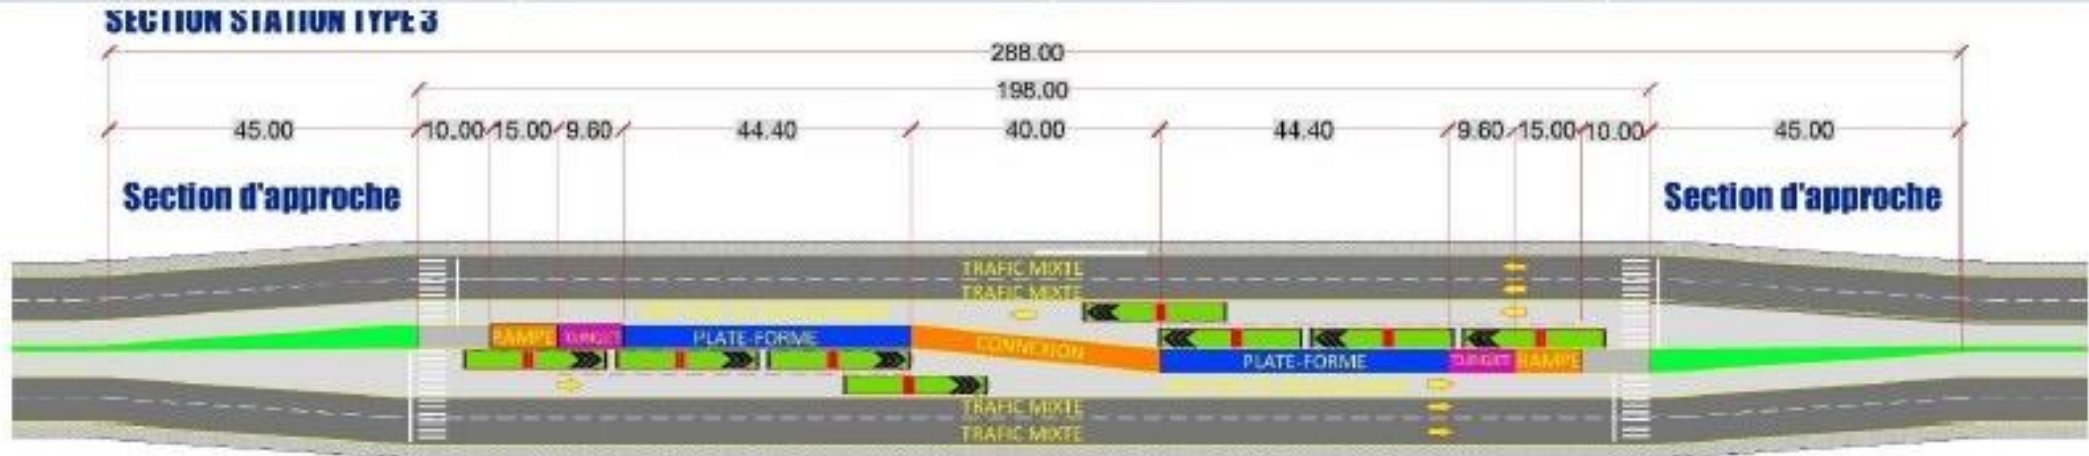 SECTION STATION TYPE 3
288.00
198.00
45.00 10.00 15.00 9.60 44.40 40.00 44.40 9.60 15.00 10.00 45.00
Section d'approche Section d'approche
TRAFIC MIXTE
TRAFIC MIXTE
RAMPE PLATE-FORME CONNEXION
PLATE-FORME RAMPE
TRAFIC MIXTE
TRAFIC MIXTE